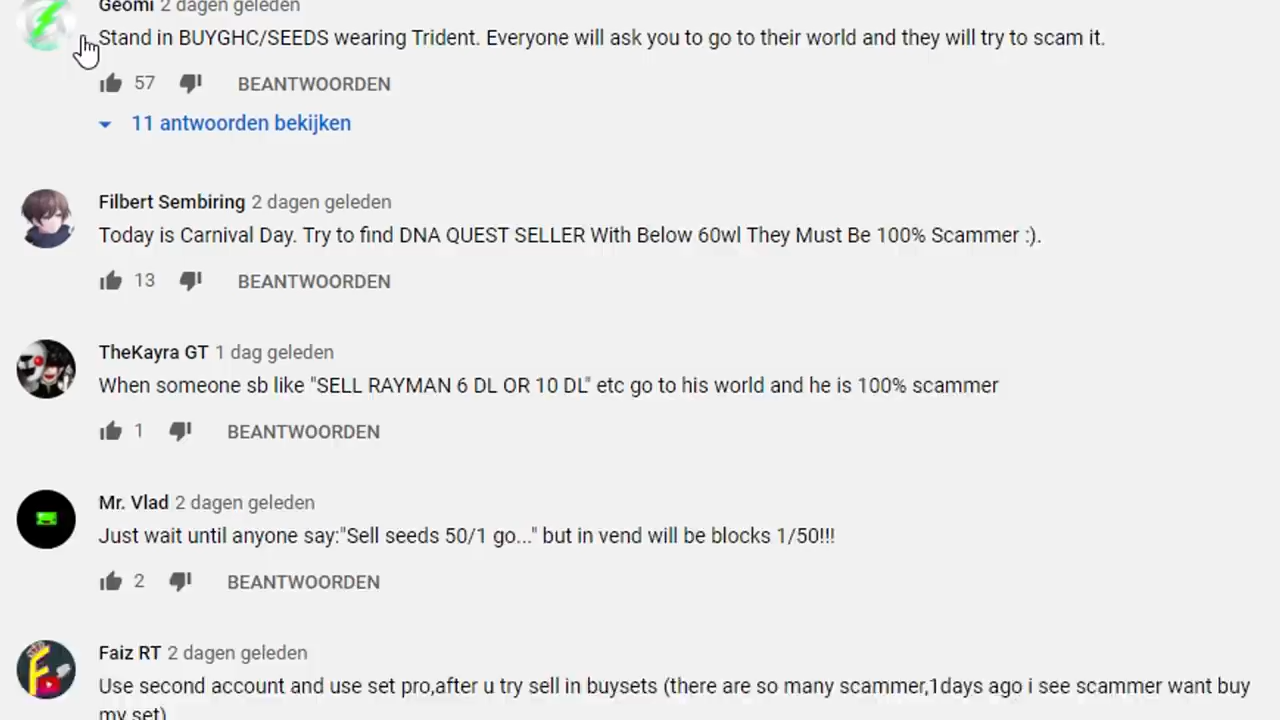 Geomi 2 dagen geleden
Stand in BUYGHC/SEEDS wearing Trident. Everyone will ask you to go to their world and they will try to scam it.
57 BEANTWOORDEN
11 antwoorden bekijken
Filbert Sembiring 2 dagen geleden
Today is Carnival Day. Try to find DNA QUEST SELLER With Below 60wl They Must Be 100% Scammer :).
13 BEANTWOORDEN
TheKayra GT 1 dag geleden
When someone sb like "SELL RAYMAN 6 DL OR 10 DL" etc go to his world and he is 100% scammer
1 BEANTWOORDEN
Mr. Vlad 2 dagen geleden
Just wait until anyone say:"Sell seeds 50/1 go..." but in vend will be blocks 1/50!!!
2 BEANTWOORDEN
Faiz RT 2 dagen geleden
Use second account and use set pro,after u try sell in buysets (there are so many scammer,1days ago i see scammer want buy
my set)